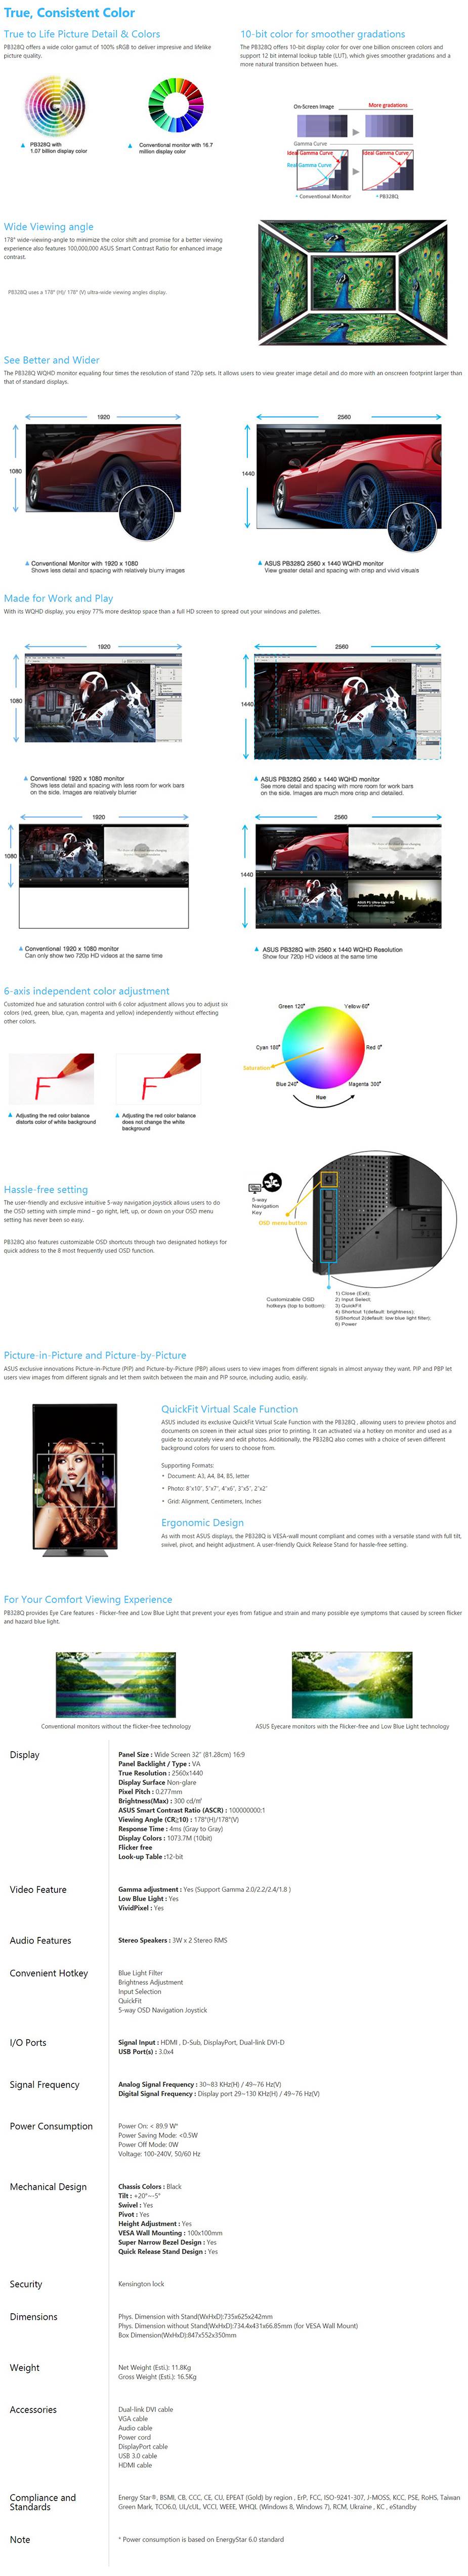 True, Consistent Color
True to Life Picture Detail & Colors
PB328Q offers a wide color gamut of 100% sRGB to deliver impressive and lifelike
picture quality.
PB328Q with
1.07 billion display color
Conventional monitor with 16.7
million display color
10-bit color for smoother gradations
The PB328Q offers 10-bit display color for over one billion onscreen colors and
support 12 bit internal lookup table (LUT), which gives smoother gradations and a
more natural transition between hues.
On-Screen Image
More gradations
Gamma Curve
Ideal Gamma Curve
Real Gamma Curve
Ideal Gamma Curve
* Conventional Monitor
* PB328Q
Wide Viewing angle
178° wide-viewing-angle to minimize the color shift and promise for a better viewing
experience also features 100,000,000 ASUS Smart Contrast Ratio for enhanced image
contrast.
PB328Q uses a 178° (H)/ 178° (V) ultra-wide viewing angles display.
See Better and Wider
The PB328Q WQHD monitor equaling four times the resolution of stand 720p sets. It allows users to view greater image detail and do more with an onscreen footprint larger than
that of standard displays.
1920
1080
Conventional Monitor with 1920 x 1080
Shows less detail and spacing with relatively blurry images
2560
1440
ASUS PB328Q 2560 x 1440 WQHD monitor
View greater detail and spacing with crisp and vivid visuals
Made for Work and Play
With its WQHD display, you enjoy 77% more desktop space than a full HD screen to spread out your windows and palettes.
1920
1080
Conventional 1920 x 1080 monitor
Shows less detail and spacing with less room for work bars
on the side. Images are relatively blurrier
2560
1440
ASUS PB328Q 2560 x 1440 WQHD monitor
See more detail and spacing with more room for work bars
on the side. Images are much more crisp and detailed.
1920
1080
Conventional 1920 x 1080 monitor
Can only show two 720p HD videos at the same time
2560
1440
ASUS PB328Q with 2560 x 1440 WQHD Resolution
Show four 720p HD videos at the same time
6-axis independent color adjustment
Customized hue and saturation control with 6 color adjustment allows you to adjust six
colors (red, green, blue, cyan, magenta and yellow) independently without effecting
other colors.
Adjusting the red color balance
distorts color of white background
Adjusting the red color balance
does not change the white
background
Green 120°
Yellow 60°
Cyan 180°
Red 0°
Saturation
Blue 240°
Magenta 300°
Hue
Hassle-free setting
The user-friendly and exclusive intuitive 5-way navigation joystick allows users to do
the OSD setting with simple mind – go right, left, up, or down on your OSD menu
setting has never been so easy.
PB328Q also features customizable OSD shortcuts through two designated hotkeys for
quick address to the 8 most frequently used OSD function.
5-way
Navigation
Key
OSD menu button
Customizable OSD
hotkeys (top to bottom):
1) Close (Exit);
2) Input Select;
3) QuickFit
4) Shortcut 1(default: brightness);
5)Shortcut 2(default: low blue light filter);
6) Power
Picture-in-Picture and Picture-by-Picture
ASUS exclusive innovations Picture-in-Picture (PIP) and Picture-by-Picture (PBP) allows users to view images from different signals in almost anyway they want. PIP and PBP let
users view images from different signals and let them switch between the main and PIP source, including audio, easily.
A4
QuickFit Virtual Scale Function
ASUS included its exclusive QuickFit Virtual Scale Function with the PB328Q , allowing users to preview photos and
documents on screen in their actual sizes prior to printing. It can activated via a hotkey on monitor and used as a
guide to accurately view and edit photos. Additionally, the PB328Q also comes with a choice of seven different
background colors for users to choose from.
Supporting Formats:
• Document: A3, A4, B4, B5, letter
• Photo: 8"x10", 5"x7", 4"x6", 3"x5", 2"x2"
• Grid: Alignment, Centimeters, Inches
Ergonomic Design
As with most ASUS displays, the PB328Q is VESA-wall mount compliant and comes with a versatile stand with full tilt,
swivel, pivot, and height adjustment. A user-friendly Quick Release Stand for hassle-free setting.
For Your Comfort Viewing Experience
PB328Q provides Eye Care features - Flicker-free and Low Blue Light that prevent your eyes from fatigue and strain and many possible eye symptoms that caused by screen flicker
and hazard blue light.
Conventional monitors without the flicker-free technology
ASUS Eyecare monitors with the Flicker-free and Low Blue Light technology
Display
Panel Size : Wide Screen 32" (81.28cm) 16:9
Panel Backlight / Type : VA
True Resolution : 2560x1440
Display Surface Non-glare
Pixel Pitch : 0.277mm
Brightness(Max) : 300 cd/㎡
ASUS Smart Contrast Ratio (ASCR) : 100000000:1
Viewing Angle (CR≧10) : 178°(H)/178°(V)
Response Time : 4ms (Gray to Gray)
Display Colors : 1073.7M (10bit)
Flicker free
Look-up Table :12-bit
Video Feature
Gamma adjustment : Yes (Support Gamma 2.0/2.2/2.4/1.8 )
Low Blue Light : Yes
VividPixel : Yes
Audio Features
Stereo Speakers : 3W x 2 Stereo RMS
Convenient Hotkey
Blue Light Filter
Brightness Adjustment
Input Selection
QuickFit
5-way OSD Navigation Joystick
I/O Ports
Signal Input : HDMI , D-Sub, DisplayPort, Dual-link DVI-D
USB Port(s) : 3.0x4
Signal Frequency
Analog Signal Frequency : 30~83 KHz(H) / 49~76 Hz(V)
Digital Signal Frequency : Display port 29~130 KHz(H) / 49~76 Hz(V)
Power Consumption
Power On: < 89.9 W*
Power Saving Mode: <0.5W
Power Off Mode: 0W
Voltage: 100-240V, 50/60 Hz
Mechanical Design
Chassis Colors : Black
Tilt : +20°~-5°
Swivel : Yes
Pivot : Yes
Height Adjustment : Yes
VESA Wall Mounting : 100x100mm
Super Narrow Bezel Design : Yes
Quick Release Stand Design : Yes
Security
Kensington lock
Dimensions
Phys. Dimension with Stand(WxHxD):735x625x242mm
Phys. Dimension without Stand(WxHxD):734.4x431x66.85mm (for VESA Wall Mount)
Box Dimension(WxHxD):847x552x350mm
Weight
Net Weight (Esti.): 11.8Kg
Gross Weight (Esti.): 16.5Kg
Accessories
Dual-link DVI cable
VGA cable
Audio cable
Power cord
DisplayPort cable
USB 3.0 cable
HDMI cable
Compliance and
Standards
Energy Star®, BSMI, CB, CCC, CE, CU, EPEAT (Gold) by region , ErP, FCC, ISO-9241-307, J-MOSS, KCC, PSE, RoHS, Taiwan
Green Mark, TCO6.0, UL/cUL, VCCI, WEEE, WHQL (Windows 8, Windows 7), RCM, Ukraine , KC , eStandby
Note
* Power consumption is based on EnergyStar 6.0 standard